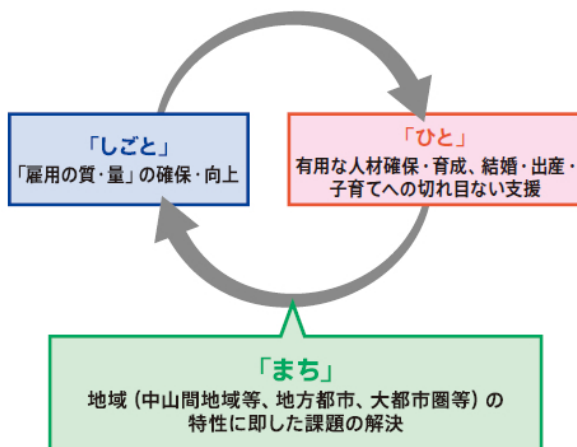 「しごと」
「雇用の質・量」の確保・向上
「ひと」
有用な人材確保・育成、結婚・出産・
子育てへの切れ目ない支援
「まち」
地域（中山間地域等、地方都市、大都市圏等）の
特性に即した課題の解決